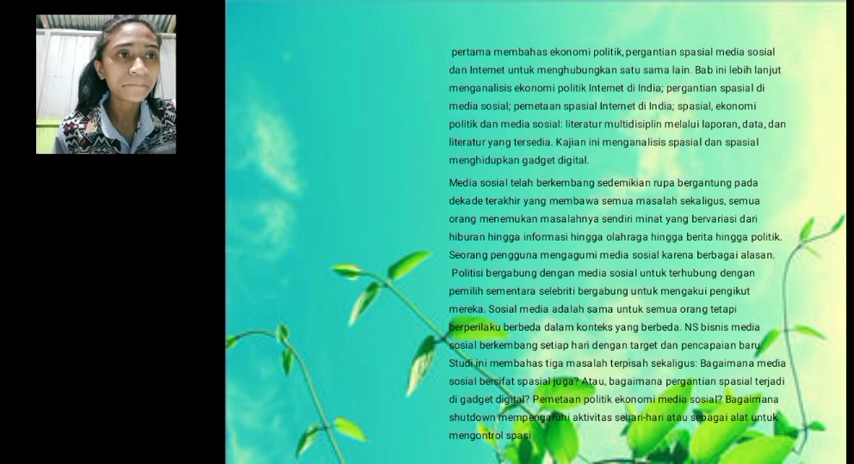 pertama membahas ekonomi politik, pergantian spasial media sosial
dan Internet untuk menghubungkan satu sama lain. Bab ini lebih lanjut
menganalisis ekonomi politik Internet di India; pergantian spasial di
media sosial; pemetaan spasial Internet di India; spasial, ekonomi
politik dan media sosial: literatur multidisiplin melalui laporan, data, dan
literatur yang tersedia. Kajian ini menganalisis spasial dan spasial
menghidupkan gadget digital.
Media sosial telah berkembang sedemikian rupa bergantung pada
dekade terakhir yang membawa semua masalah sekaligus, semua
orang menemukan masalahnya sendiri minat yang bervariasi dari
hiburan hingga informasi hingga olahraga hingga berita hingga politik.
Seorang pengguna mengagumi media sosial karena berbagai alasan.
Politisi bergabung dengan media sosial untuk terhubung dengan
pemilih sementara selebriti bergabung untuk mengakui pengikut
mereka. Sosial media adalah sama untuk semua orang tetapi
berperilaku berbeda dalam konteks yang berbeda. NS bisnis media
sosial berkembang setiap hari dengan target dan pencapaian baru
Studi ini membahas tiga masalah terpisah sekaligus: Bagaimana media
sosial bersifat spasial juga? Atau, bagaimana pergantian spasial terjadi
di gadget digital? Pemetaan politik ekonomi media sosial? Bagaimana
shutdown mempengaruhi aktivitas sehari-hari atau sebagai alat untuk
mengontrol spasi